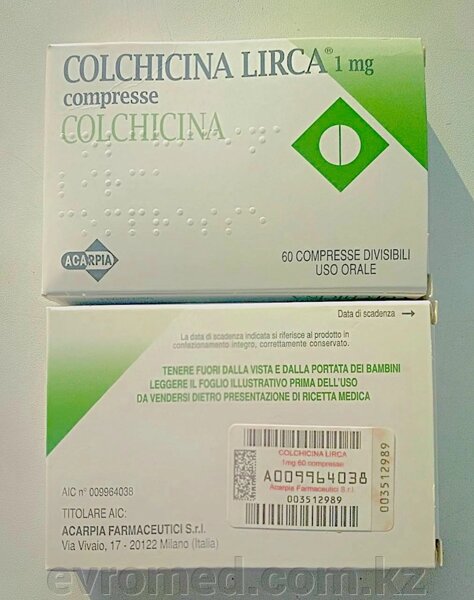 COLCHICINA LIRCA® 1 mg
compresse
COLCHICINA
ACARPIA
60 COMPRESSE DIVISIBILI
USO ORALE
Data di scadenza →
La data di scadenza indicata si riferisce al prodotto in
confezionamento integro, correttamente conservato.
TENERE FUORI DALLA VISTA E DALLA PORTATA DEI BAMBINI
LEGGERE IL FOGLIO ILLUSTRATIVO PRIMA DELL'USO
DA VENDERSI DIETRO PRESENTAZIONE DI RICETTA MEDICA
COLCHICINA LIRCA
1mg 60 compresse
A009964038
Acarpia Farmaceutici S.r.l.
003512989
003512989
AIC n° 009964038
TITOLARE AIC:
ACARPIA FARMACEUTICI S.r.l.
Via Vivaio, 17 - 20122 Milano (Italia)
evromed.com.kz